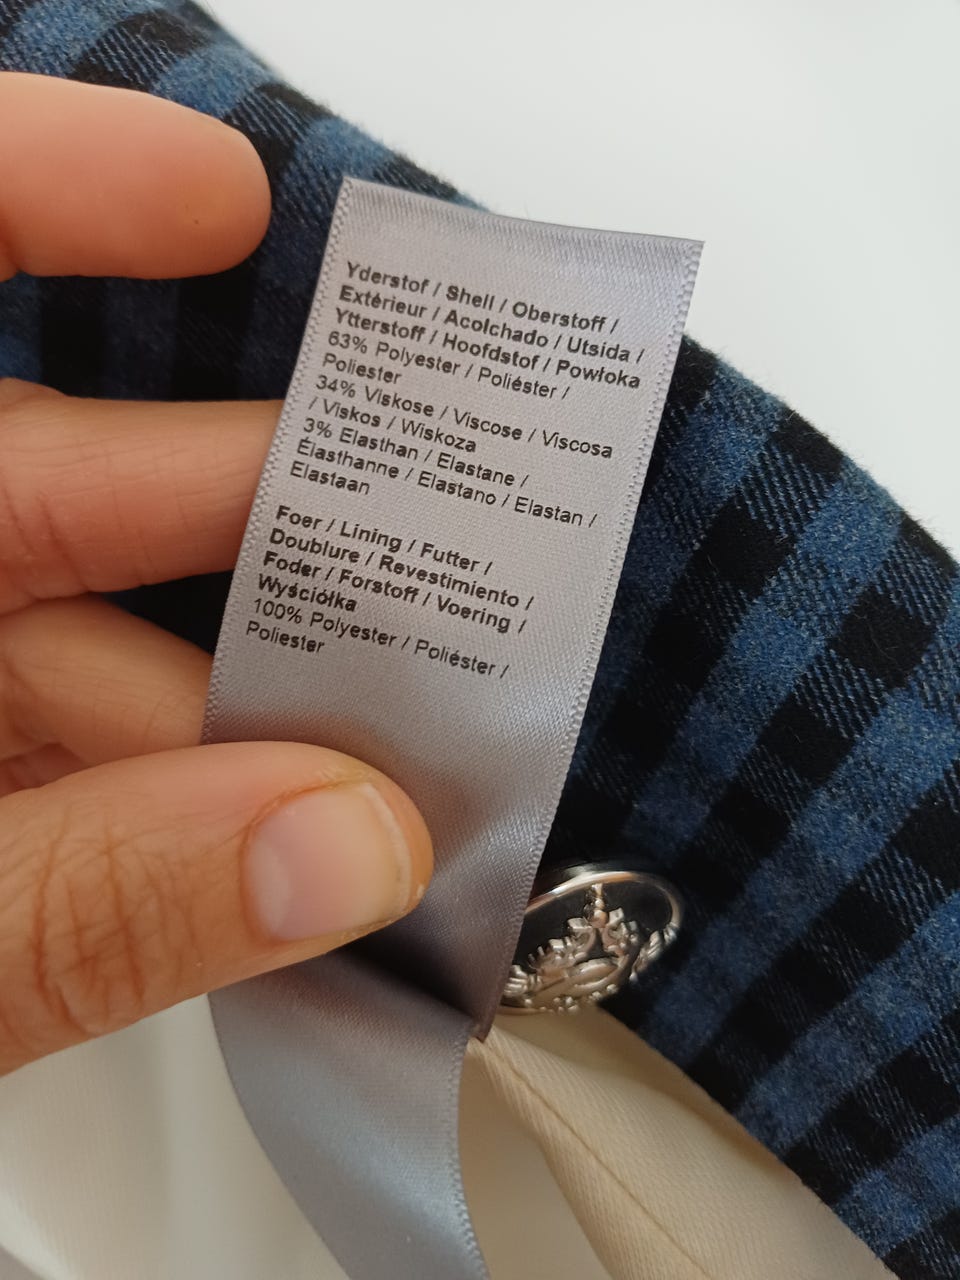 Yderstof / Shell / Oberstoff /
Extérieur / Acolchado / Utsida /
Ytterstoff / Hoofdstof / Powłoka
63% Polyester / Poliéster /
Poliester
34% Viskose / Viscose / Viscosa
/ Viskos / Wiskoza
3% Elasthan / Elastane /
Élasthanne / Elastano / Elastan /
Elastaan
Foer / Lining / Futter /
Doublure / Revestimiento /
Foder / Forstoff / Voering /
Wyściółka
100% Polyester / Poliéster /
Poliester